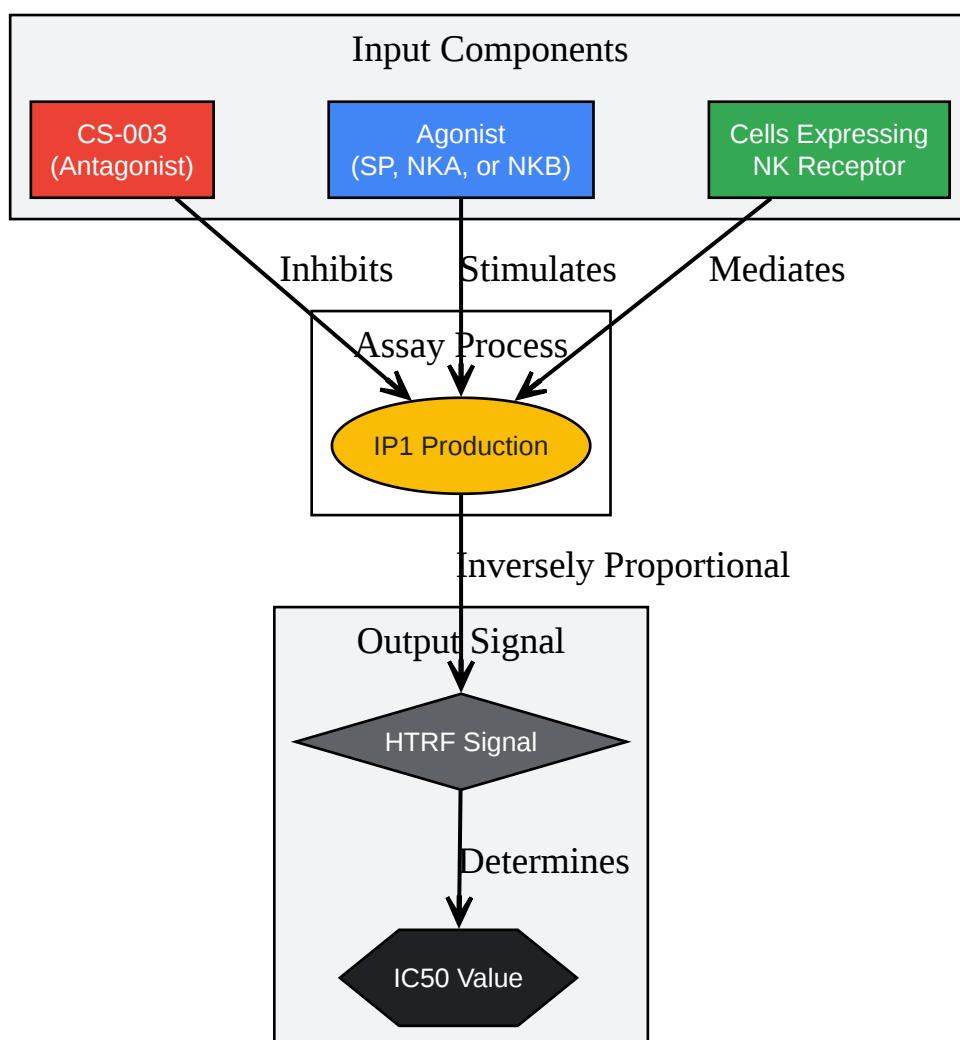 Input Components
CS-003
(Antagonist)
Agonist
(SP, NKA, or NKB)
Cells Expressing
NK Receptor
Inhibits
Stimulates
Mediates
Assay Process
IP1 Production
Inversely Proportional
Output Signal
HTRF Signal
Determines
IC50 Value